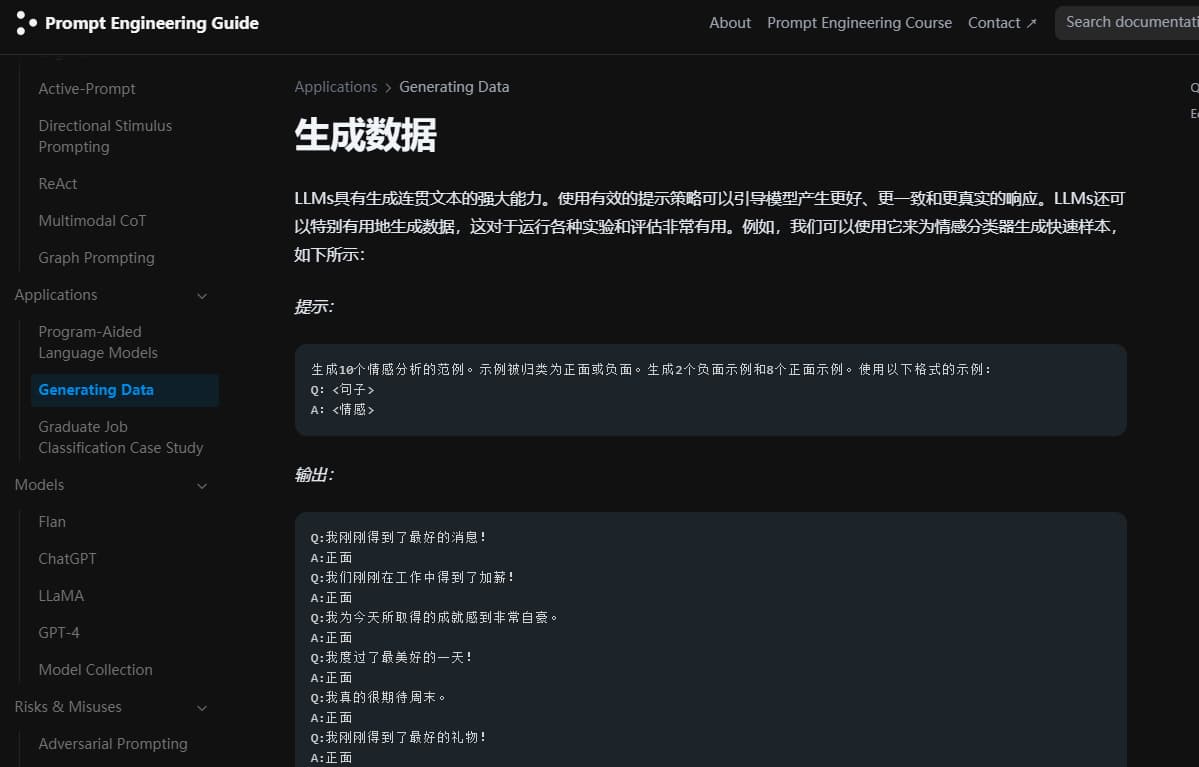 Prompt Engineering Guide
About
Prompt Engineering Course
Contact ↗
Search documentati
Active-Prompt
Directional Stimulus
Prompting
ReAct
Multimodal CoT
Graph Prompting
Applications
Program-Aided
Language Models
Generating Data
Graduate Job
Classification Case Study
Models
Flan
ChatGPT
LLaMA
GPT-4
Model Collection
Risks & Misuses
Adversarial Prompting
Applications > Generating Data
生成数据
LLMs具有生成连贯文本的强大能力。使用有效的提示策略可以引导模型产生更好、更一致和更真实的响应。LLMs还可
以特别有用地生成数据，这对于运行各种实验和评估非常有用。例如，我们可以使用它来为情感分类器生成快速样本，
如下所示：
提示：
生成10个情感分析的范例。示例被归类为正面或负面。生成2个负面示例和8个正面示例。使用以下格式的示例：
Q: <句子>
A: <情感>
输出：
Q:我刚刚得到了最好的消息！
A:正面
Q:我们刚刚在工作中得到了加薪！
A:正面
Q:我为今天所取得的成就感到非常自豪。
A:正面
Q:我度过了最美好的一天！
A:正面
Q:我真的很期待周末。
A:正面
Q:我刚刚得到了最好的礼物！
A:正面